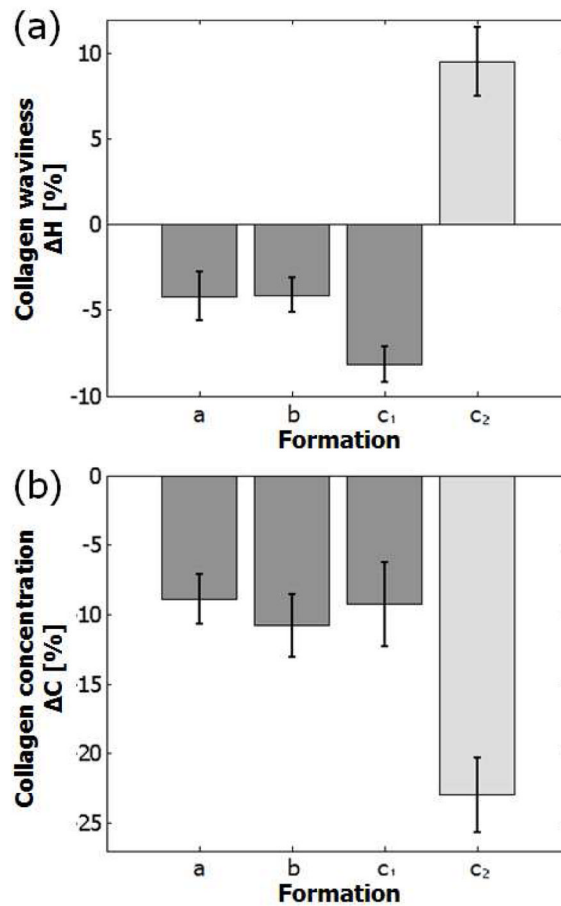 (a)
Collagen waviness
ΔH [%]
10
5
0
-5
-10
a b c₁ c₂
Formation
(b)
Collagen concentration
ΔC [%]
0
-5
-10
-15
-20
-25
a b c₁ c₂
Formation